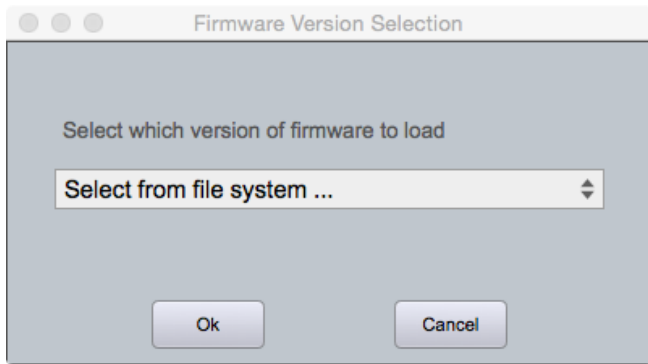 Firmware Version Selection
Select which version of firmware to load
Select from file system ...
Ok
Cancel